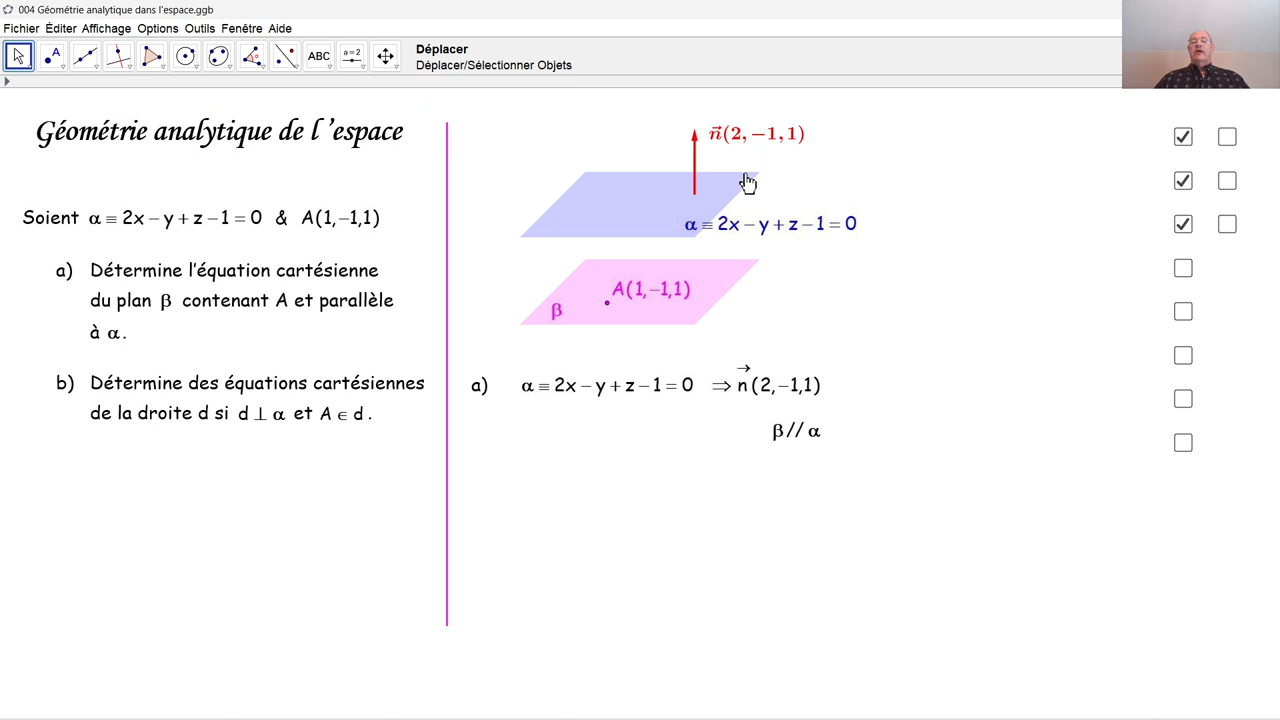 004 Géométrie analytique dans l'espace.ggb
Fichier Éditer Affichage Options Outils Fenêtre Aide
A
ABC
a=2
Déplacer
Déplacer/Sélectionner Objets
Géométrie analytique de l'espace
Soient α ≡ 2x − y + z − 1 = 0 & A(1,−1,1)
a) Détermine l'équation cartésienne
du plan β contenant A et parallèle
à α.
b) Détermine des équations cartésiennes
de la droite d si d ⊥ α et A ∈ d.
n⃗(2,−1,1)
α ≡ 2x − y + z − 1 = 0
A(1,−1,1)
β
a) α ≡ 2x − y + z − 1 = 0 ⇒ n⃗(2,−1,1)
β // α